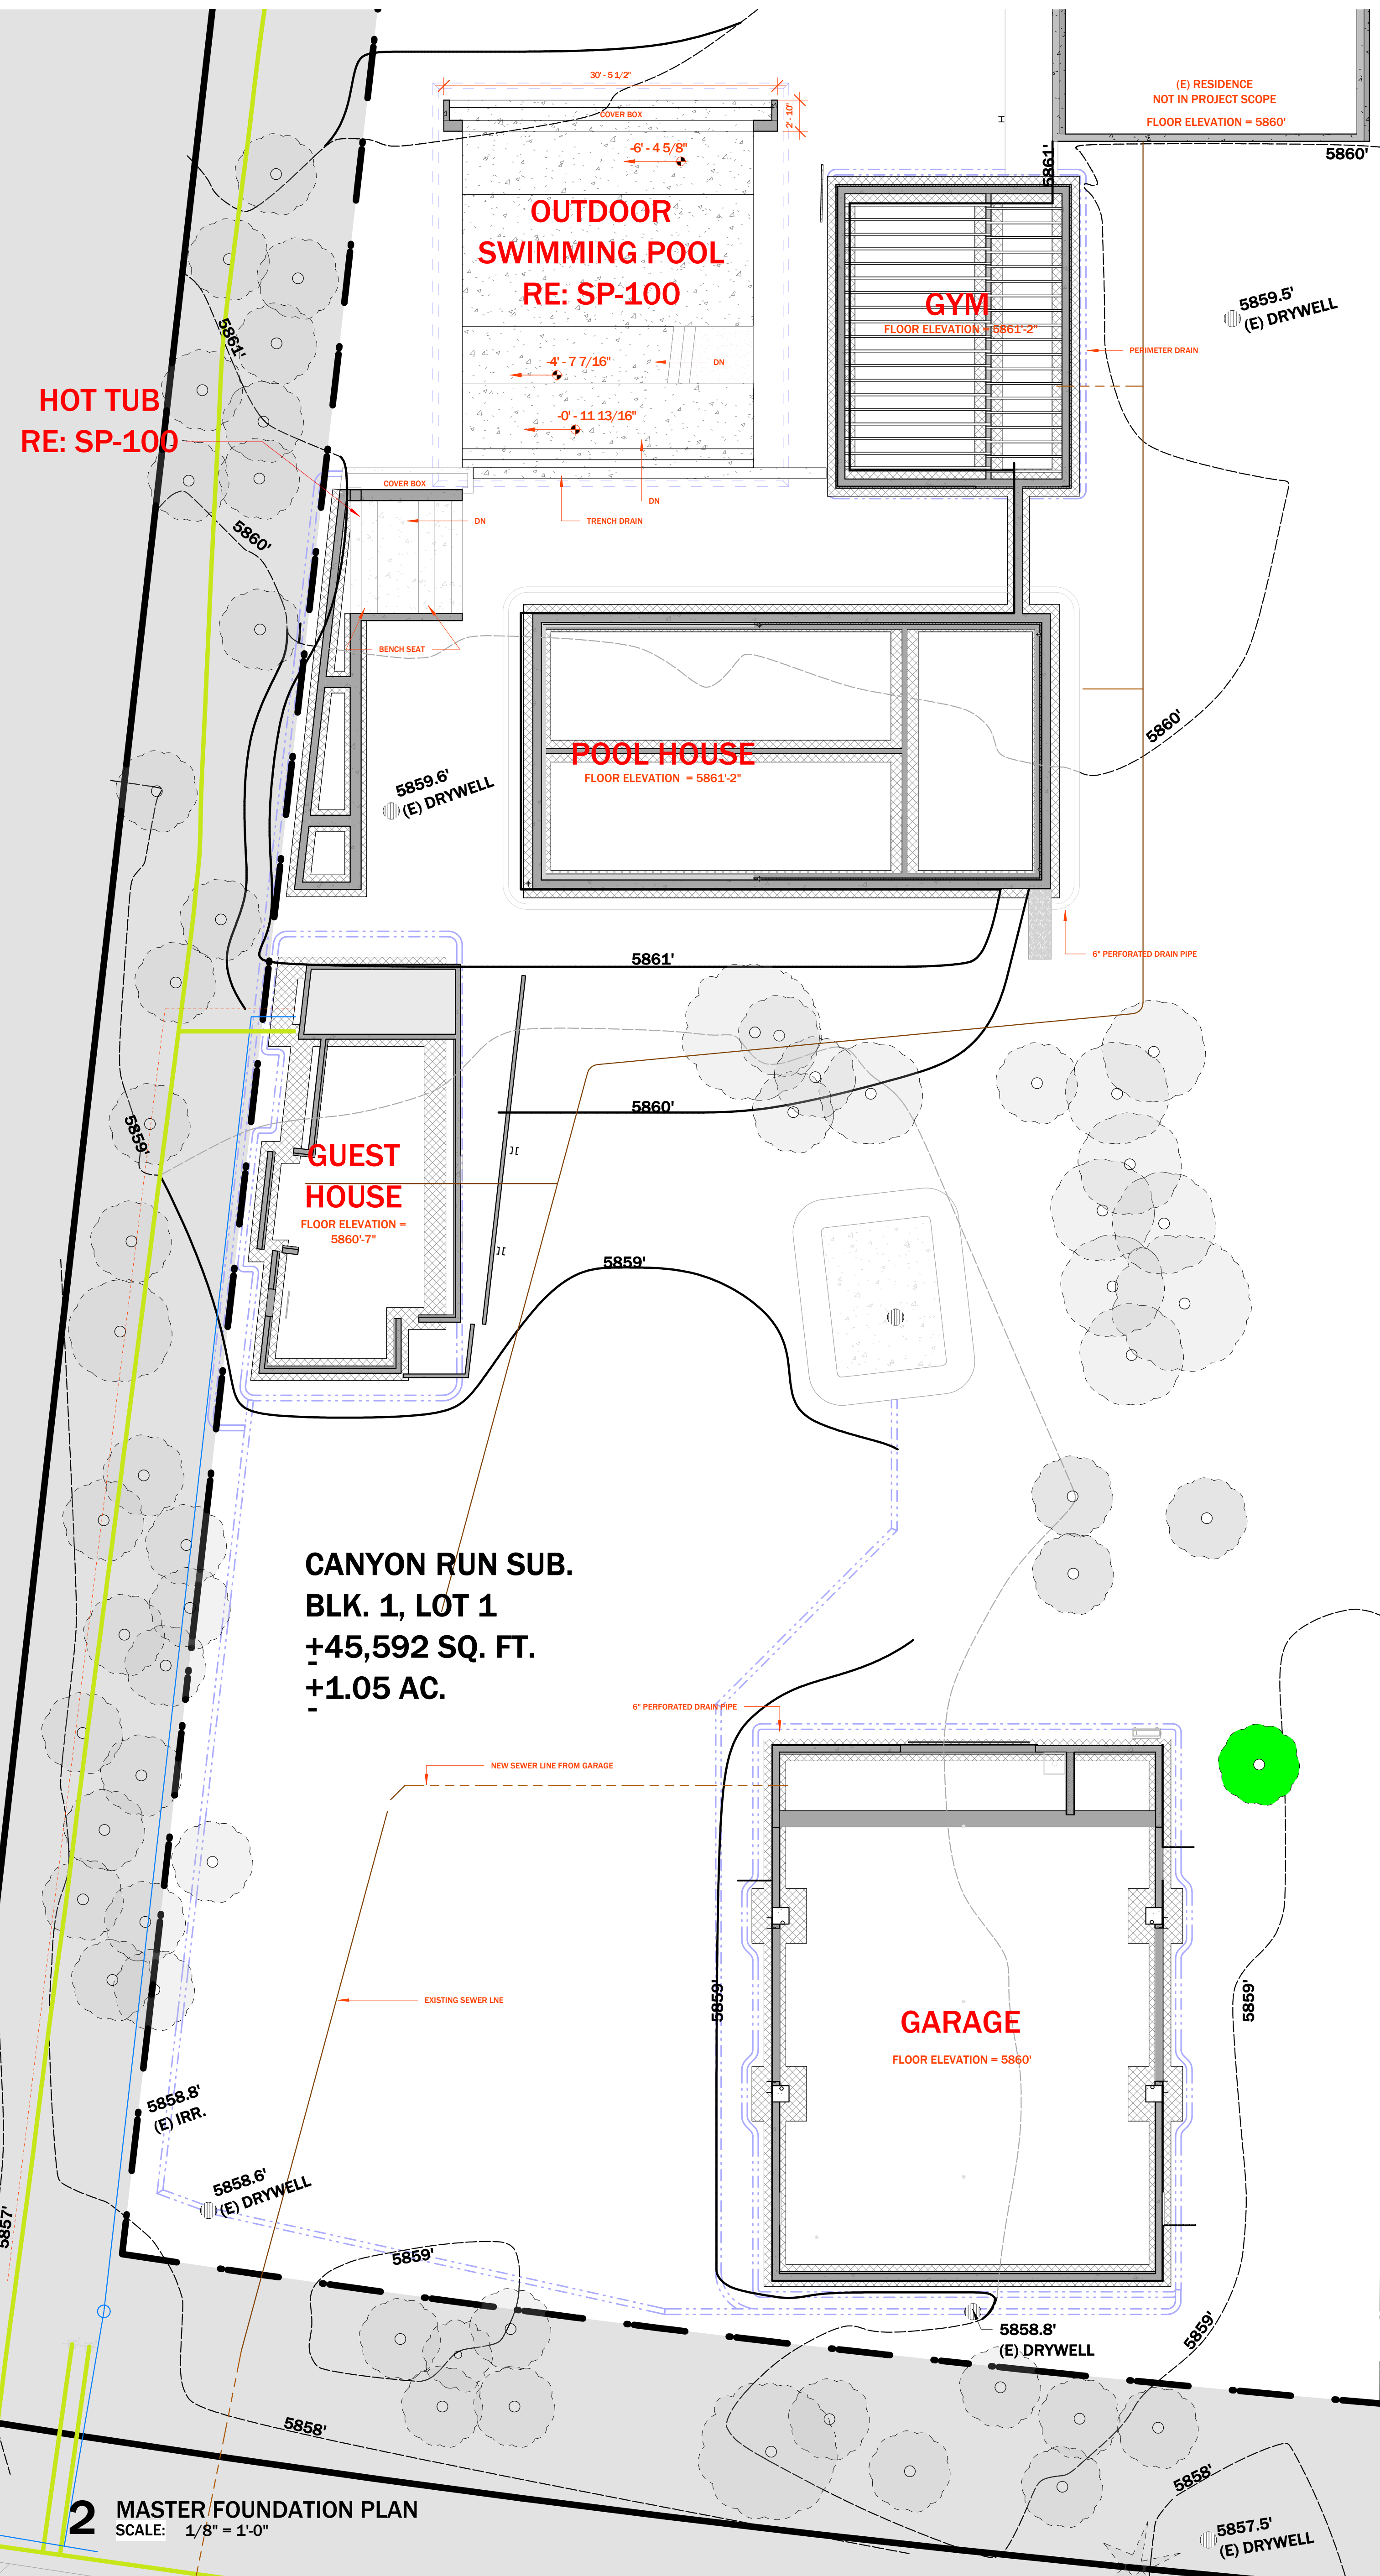 30' - 5 1/2"
COVER BOX
2' - 10"
(E) RESIDENCE
NOT IN PROJECT SCOPE
FLOOR ELEVATION = 5860'
5861'
5860'
-6' - 4 5/8"
OUTDOOR
SWIMMING POOL
RE: SP-100
GYM
FLOOR ELEVATION = 5861'-2"
5859.5'
(E) DRYWELL
PERIMETER DRAIN
5861'
-4' - 7 7/16"
DN
HOT TUB
RE: SP-100
-0' - 11 13/16"
COVER BOX
DN
DN
TRENCH DRAIN
5860'
BENCH SEAT
5860'
POOL HOUSE
FLOOR ELEVATION = 5861'-2"
5859.6'
(E) DRYWELL
5861'
6" PERFORATED DRAIN PIPE
5860'
5859'
GUEST
HOUSE
FLOOR ELEVATION =
5860'-7"
5859'
CANYON RUN SUB.
BLK. 1, LOT 1
±45,592 SQ. FT.
±1.05 AC.
6" PERFORATED DRAIN PIPE
NEW SEWER LINE FROM GARAGE
EXISTING SEWER LNE
5859'
5859'
GARAGE
FLOOR ELEVATION = 5860'
5858.8'
(E) IRR.
5858.6'
(E) DRYWELL
5857'
5859'
5858.8'
(E) DRYWELL
5859'
5858'
5858'
5857.5'
(E) DRYWELL
2 MASTER FOUNDATION PLAN
SCALE: 1/8" = 1'-0"